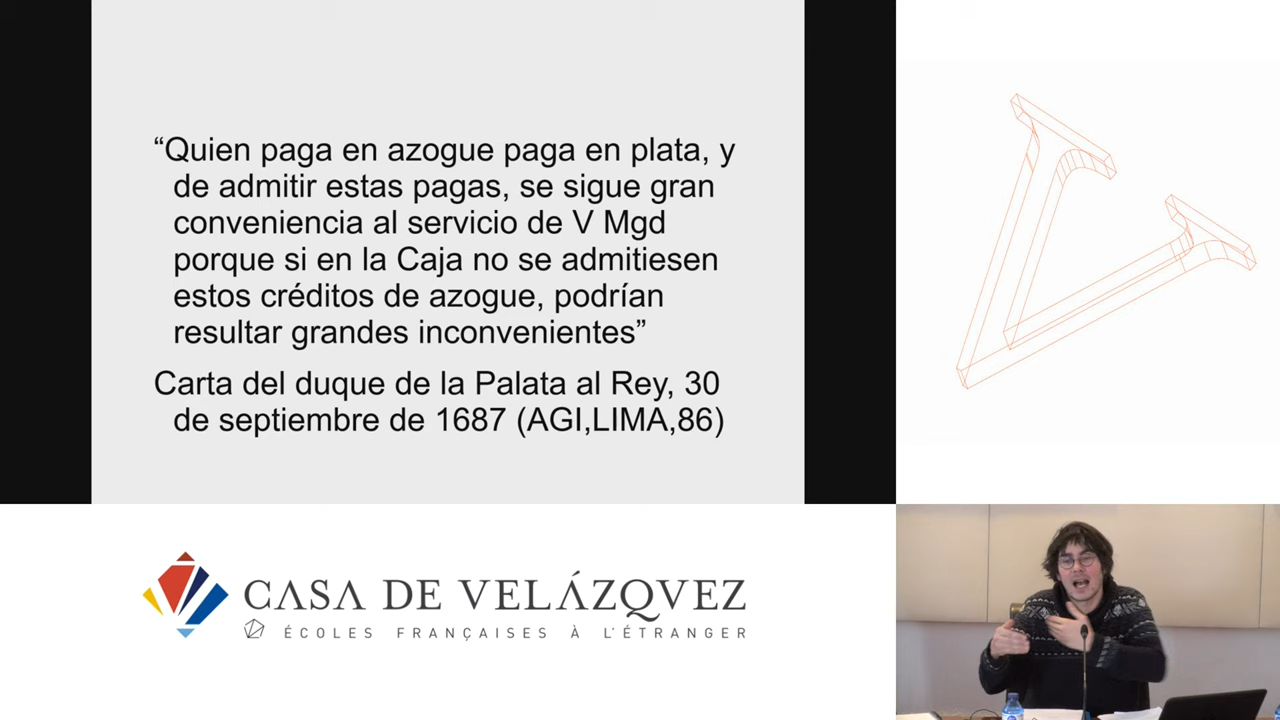 “Quien paga en azogue paga en plata, y
de admitir estas pagas, se sigue gran
conveniencia al servicio de V Mgd
porque si en la Caja no se admitiesen
estos créditos de azogue, podrían
resultar grandes inconvenientes”
Carta del duque de la Palata al Rey, 30
de septiembre de 1687 (AGI,LIMA,86)
CASA DE VELÁZQVEZ
ÉCOLES FRANÇAISES À L'ÉTRANGER